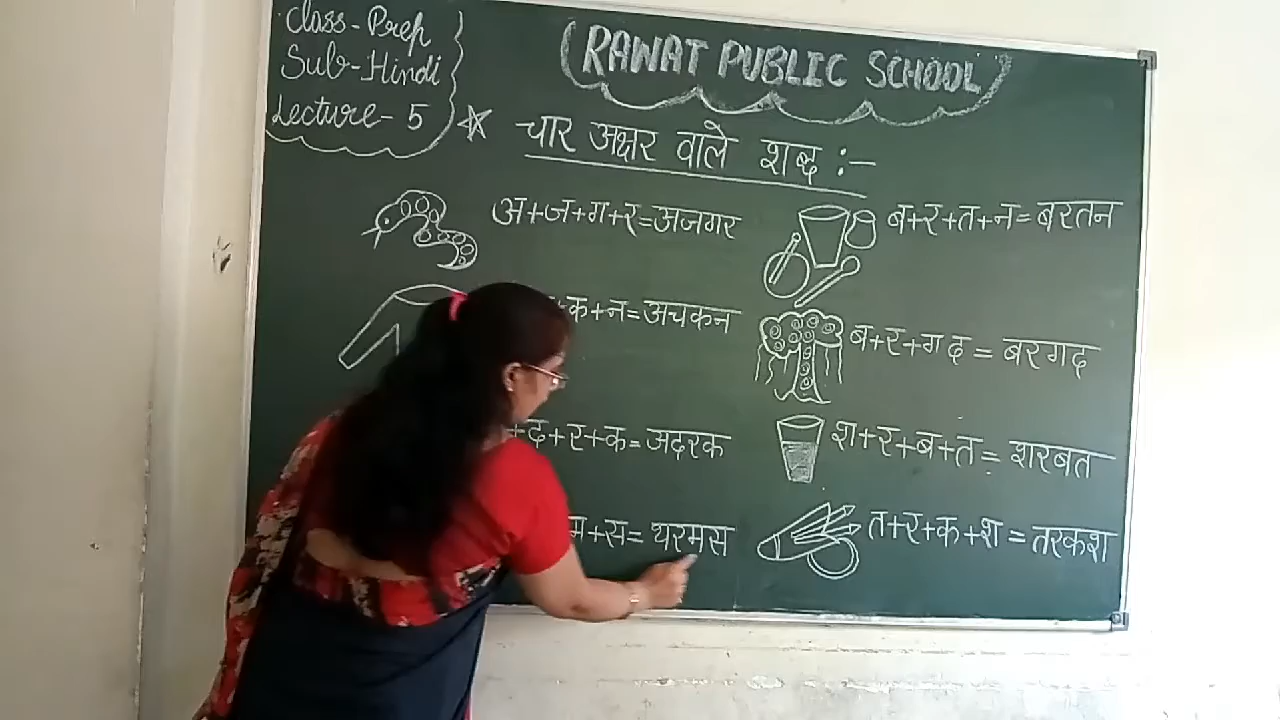 Class-Prep
Sub-Hindi
Lecture-5
(RAWAT PUBLIC SCHOOL)
चार अक्षर वाले शब्द :-
अ+ज+ग+र=अजगर
ब+र+त+न=बरतन
+क+न=अचकन
ब+र+ग द = बरगद
+द+र+क=अदरक
श+र+ब+त = शरबत
म+स= थरमस
त+र+क+श = तरकश